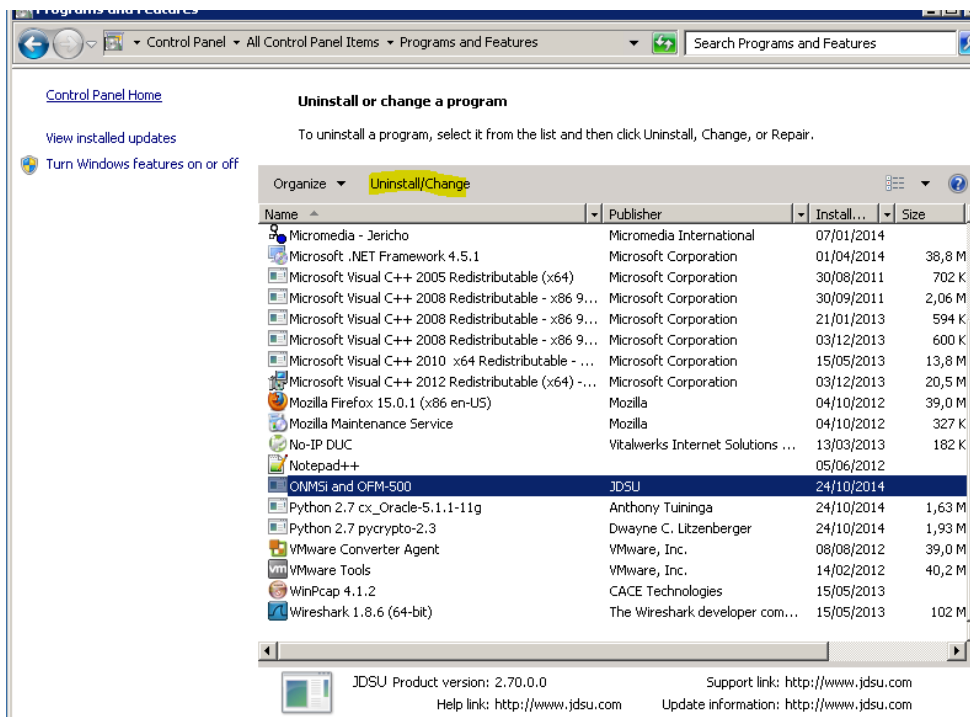 Programs and Features
Control Panel All Control Panel Items Programs and Features Search Programs and Features
Control Panel Home
Uninstall or change a program
View installed updates
To uninstall a program, select it from the list and then click Uninstall, Change, or Repair.
Turn Windows features on or off
Organize Uninstall/Change
Name Publisher Install... Size
Micromedia - Jericho Micromedia International 07/01/2014
Microsoft .NET Framework 4.5.1 Microsoft Corporation 01/04/2014 38,8 M
Microsoft Visual C++ 2005 Redistributable (x64) Microsoft Corporation 30/08/2011 702 K
Microsoft Visual C++ 2008 Redistributable - x86 9... Microsoft Corporation 30/09/2011 2,06 M
Microsoft Visual C++ 2008 Redistributable - x86 9... Microsoft Corporation 21/01/2013 594 K
Microsoft Visual C++ 2008 Redistributable - x86 9... Microsoft Corporation 03/12/2013 600 K
Microsoft Visual C++ 2010 x64 Redistributable - ... Microsoft Corporation 15/05/2013 13,8 M
Microsoft Visual C++ 2012 Redistributable (x64) -... Microsoft Corporation 03/12/2013 20,5 M
Mozilla Firefox 15.0.1 (x86 en-US) Mozilla 04/10/2012 39,0 M
Mozilla Maintenance Service Mozilla 04/10/2012 327 K
No-IP DUC Vitalwerks Internet Solutions ... 13/03/2013 182 K
Notepad++ 05/06/2012
ONMSi and OFM-500 JDSU 24/10/2014
Python 2.7 cx_Oracle-5.1.1-11g Anthony Tuininga 24/10/2014 1,63 M
Python 2.7 pycrypto-2.3 Dwayne C. Litzenberger 24/10/2014 1,93 M
VMware Converter Agent VMware, Inc. 08/08/2012 39,0 M
VMware Tools VMware, Inc. 14/02/2012 40,2 M
WinPcap 4.1.2 CACE Technologies 15/05/2013
Wireshark 1.8.6 (64-bit) The Wireshark developer com... 15/05/2013 102 M
JDSU Product version: 2.70.0.0 Support link: http://www.jdsu.com
Help link: http://www.jdsu.com Update information: http://www.jdsu.com